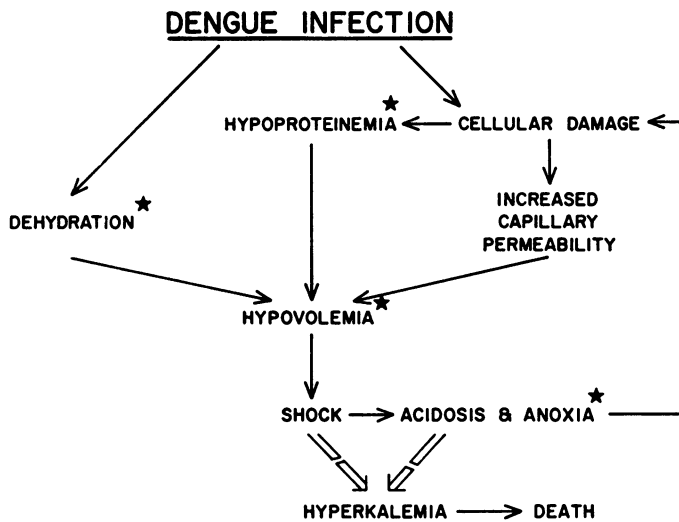 DENGUE INFECTION
HYPOPROTEINEMIA★ CELLULAR DAMAGE
DEHYDRATION★
INCREASED
CAPILLARY
PERMEABILITY
HYPOVOLEMIA★
SHOCK ACIDOSIS & ANOXIA★
HYPERKALEMIA DEATH